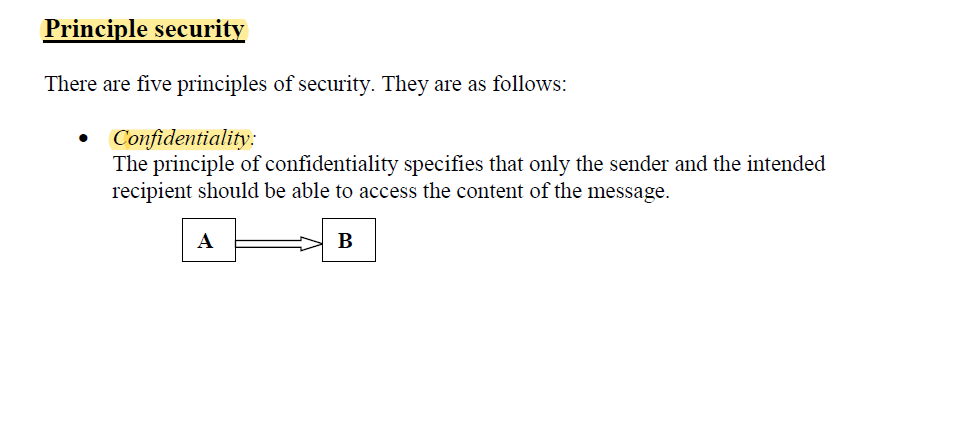 Principle security
There are five principles of security. They are as follows:
• Confidentiality:
The principle of confidentiality specifies that only the sender and the intended
recipient should be able to access the content of the message.
A B